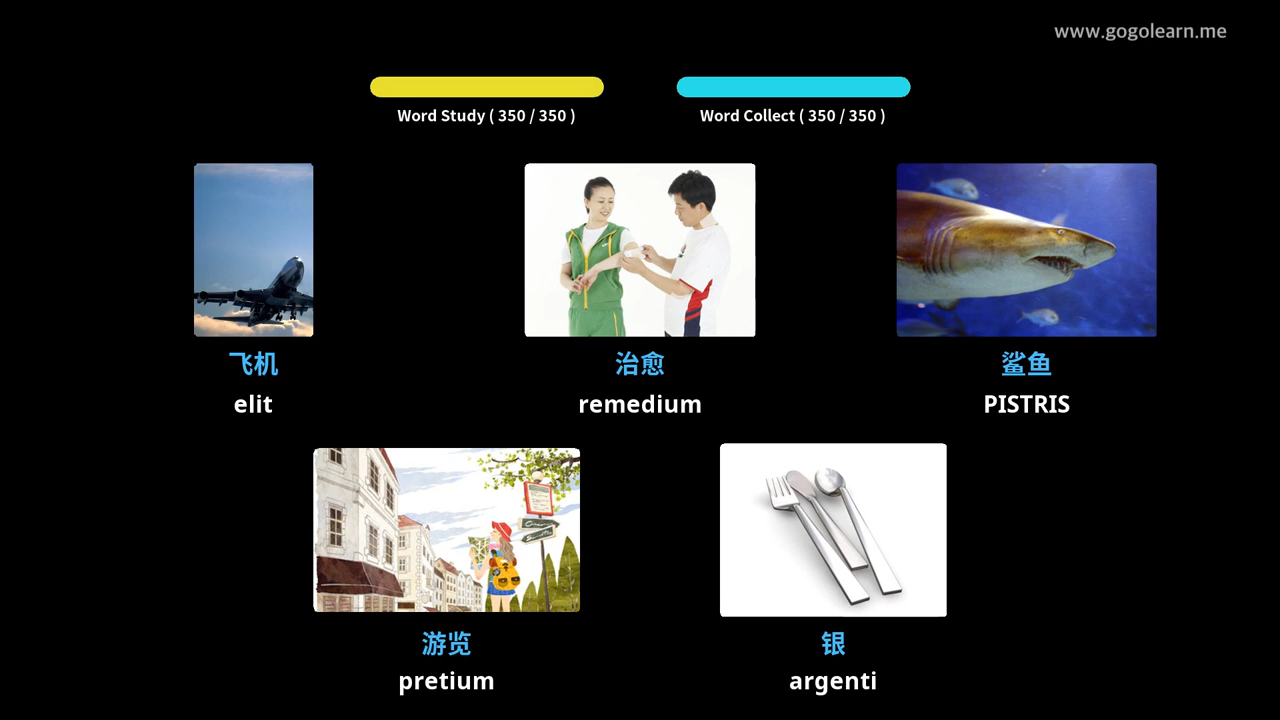 www.gogolearn.me
Word Study ( 350 / 350 )
Word Collect ( 350 / 350 )
飞机
elit
治愈
remedium
鲨鱼
PISTRIS
游览
pretium
银
argenti